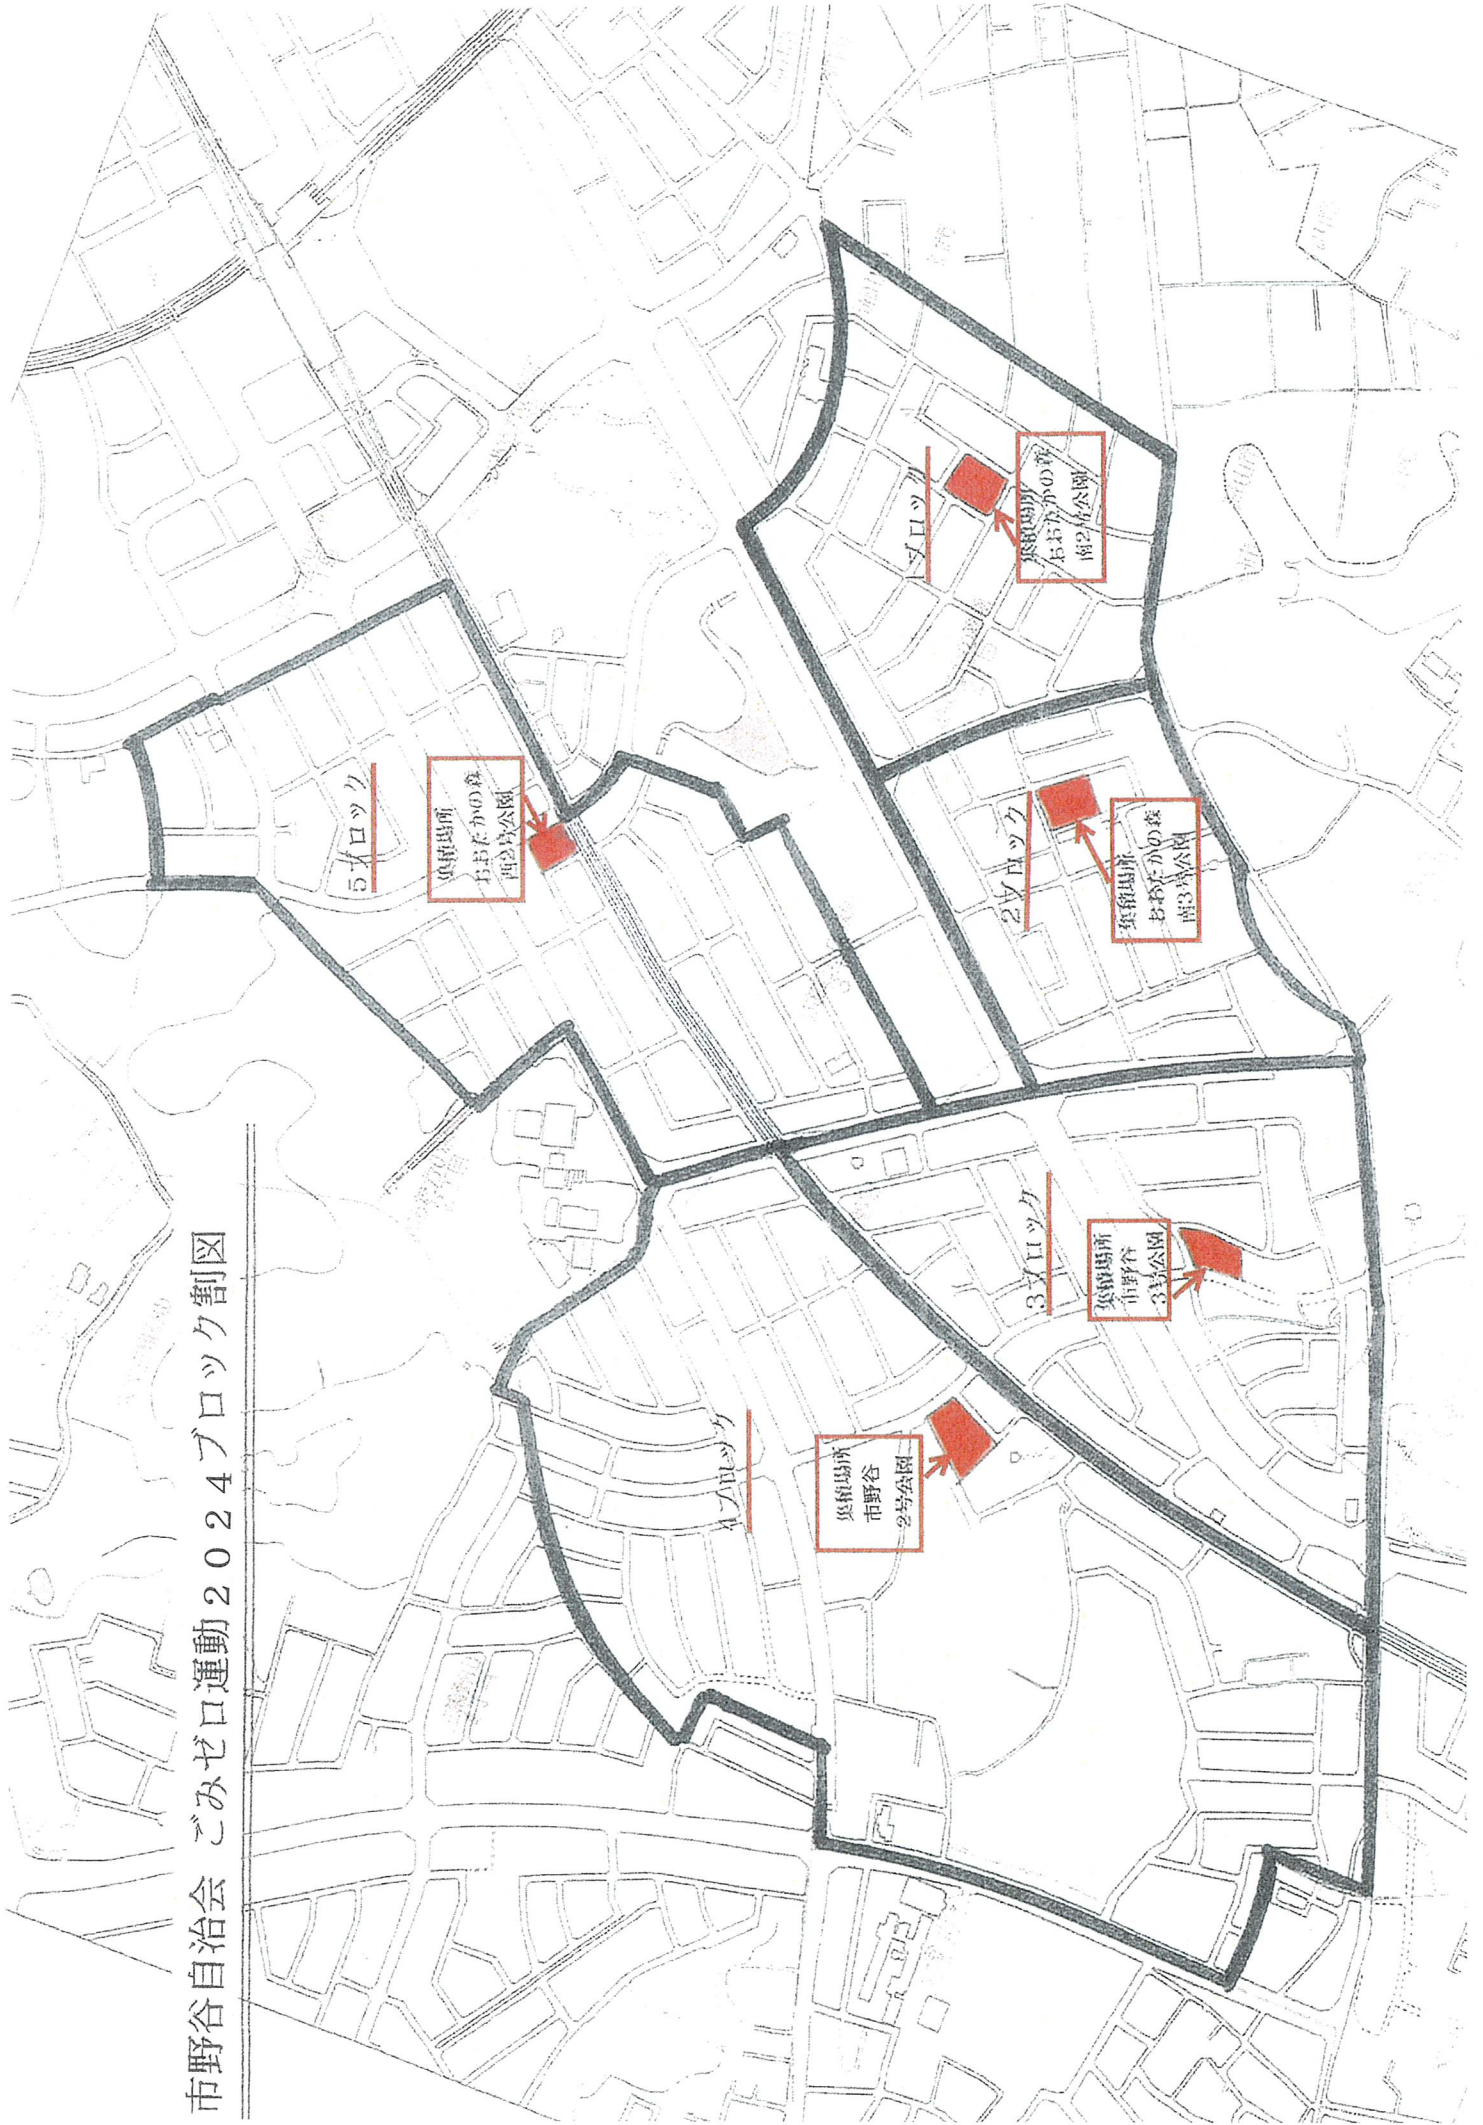 市野谷自治会 ごみゼロ運動2024ブロック割図
5ブロック
集積場所
おおたかの森
西2号公園
4ブロック
集積場所
市野谷
2号公園
3ブロック
集積場所
市野谷
3号公園
2ブロック
集積場所
おおたかの森
南3号公園
1ブロッ
集積場所
おおたかの森
南2号公園